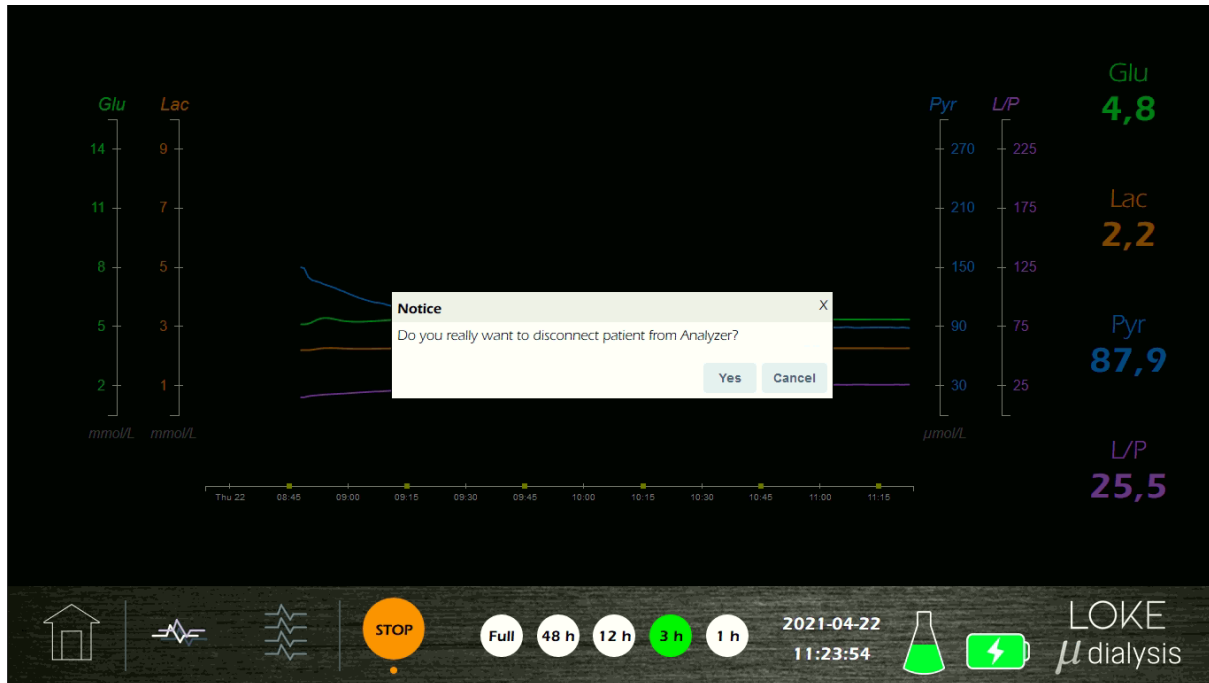 Glu
4,8
Lac
2,2
Pyr
87,9
L/P
25,5
Glu Lac
14 9
11 7
8 5
5 3
2 1
mmol/L mmol/L
Pyr L/P
270 225
210 175
150 125
90 75
30 25
µmol/L
Notice X
Do you really want to disconnect patient from Analyzer?
Yes Cancel
Thu 22 08:45 09:00 09:15 09:30 09:45 10:00 10:15 10:30 10:45 11:00 11:15
STOP
Full 48 h 12 h 3 h 1 h
2021-04-22
11:23:54
LOKE
µ dialysis